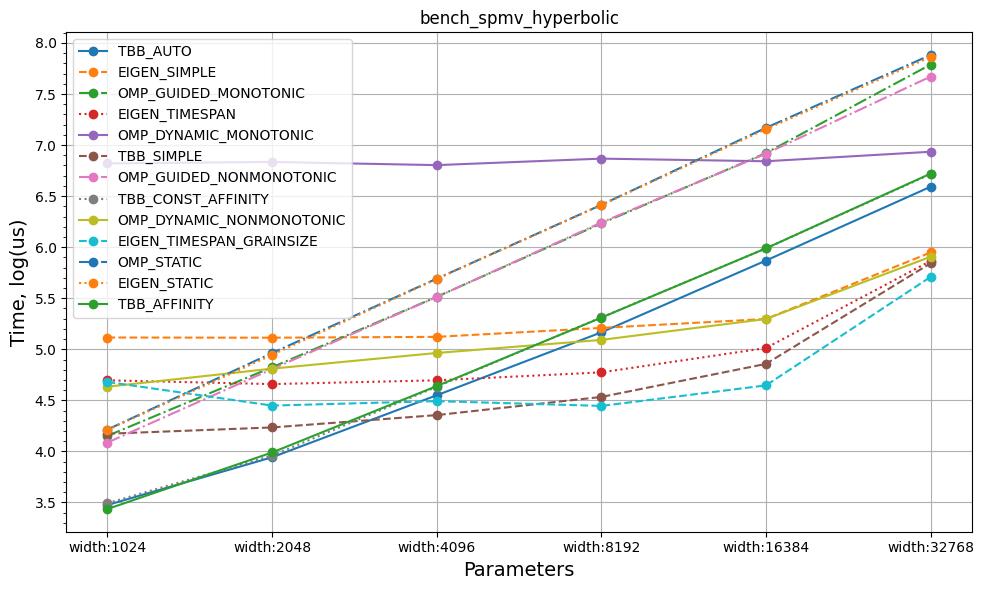 bench_spmv_hyperbolic
TBB_AUTO
EIGEN_SIMPLE
OMP_GUIDED_MONOTONIC
EIGEN_TIMESPAN
OMP_DYNAMIC_MONOTONIC
TBB_SIMPLE
OMP_GUIDED_NONMONOTONIC
TBB_CONST_AFFINITY
OMP_DYNAMIC_NONMONOTONIC
EIGEN_TIMESPAN_GRAINSIZE
OMP_STATIC
EIGEN_STATIC
TBB_AFFINITY
Time, log(us)
8.0
7.5
7.0
6.5
6.0
5.5
5.0
4.5
4.0
3.5
width:1024 width:2048 width:4096 width:8192 width:16384 width:32768
Parameters